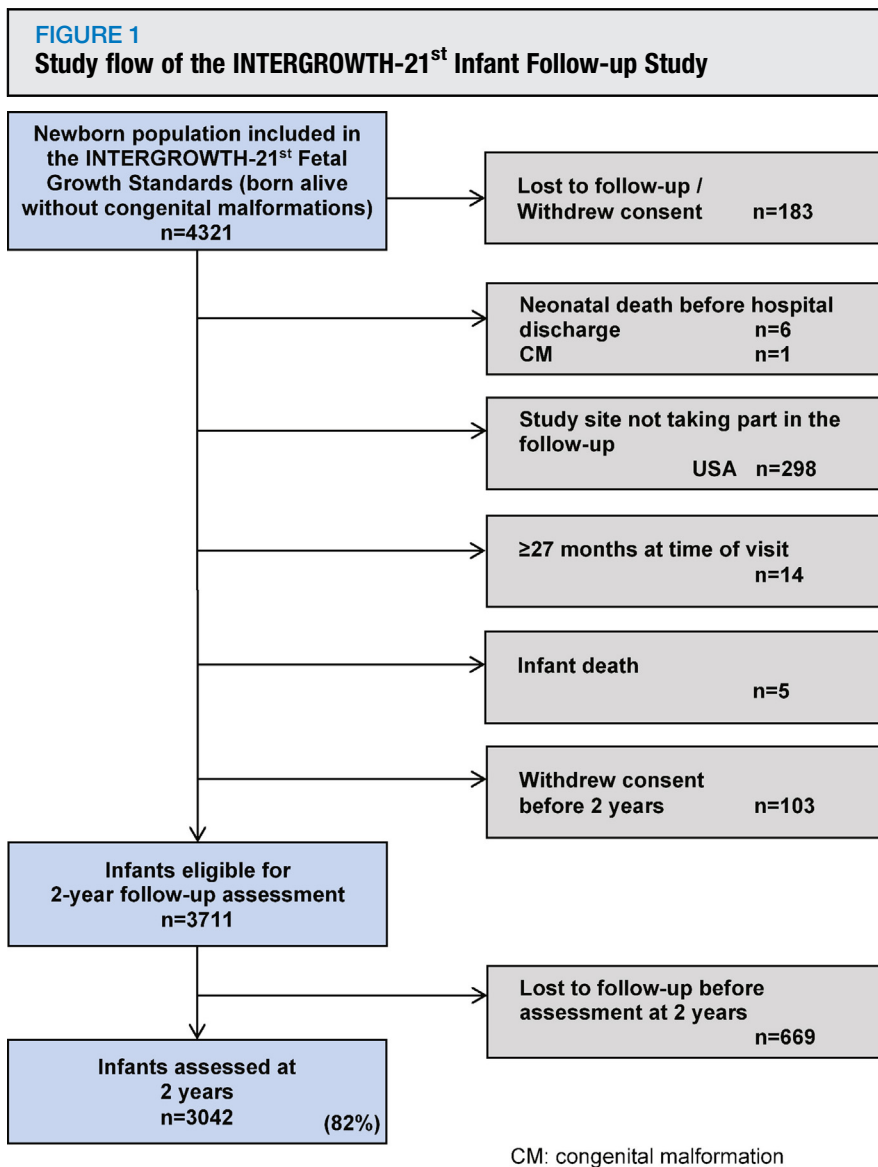 FIGURE 1
Study flow of the INTERGROWTH-21st Infant Follow-up Study
Newborn population included in
the INTERGROWTH-21st Fetal
Growth Standards (born alive
without congenital malformations)
n=4321
Lost to follow-up /
Withdrew consent n=183
Neonatal death before hospital
discharge n=6
CM n=1
Study site not taking part in the
follow-up
USA n=298
≥27 months at time of visit
n=14
Infant death
n=5
Withdrew consent
before 2 years n=103
Infants eligible for
2-year follow-up assessment
n=3711
Lost to follow-up before
assessment at 2 years
n=669
Infants assessed at
2 years
n=3042 (82%)
CM: congenital malformation